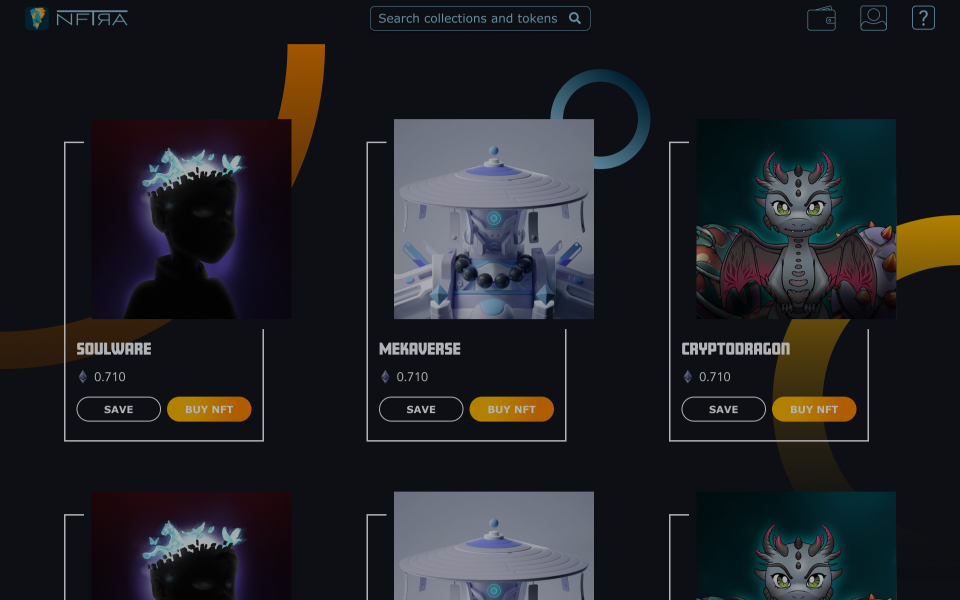 NFTRA
Search collections and tokens
?
SOULWARE
0.710
SAVE
BUY NFT
MEKAVERSE
0.710
SAVE
BUY NFT
CRYPTODRAGON
0.710
SAVE
BUY NFT